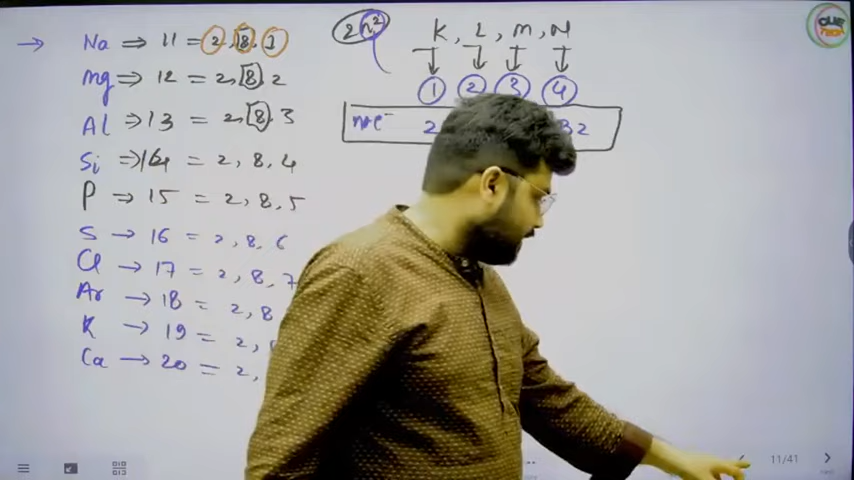 → Na ⇒ 11 = 2, 8, 1
Mg ⇒ 12 = 2, 8, 2
Al ⇒ 13 = 2, 8, 3
Si ⇒ 14 = 2, 8, 4
P ⇒ 15 = 2, 8, 5
S → 16 = 2, 8, 6
Cl → 17 = 2, 8, 7
Ar → 18 = 2, 8
K → 19 = 2,
Ca → 20 = 2,
2n²
K, L, M, N
1 2 3 4
2 32
OUR
11/41